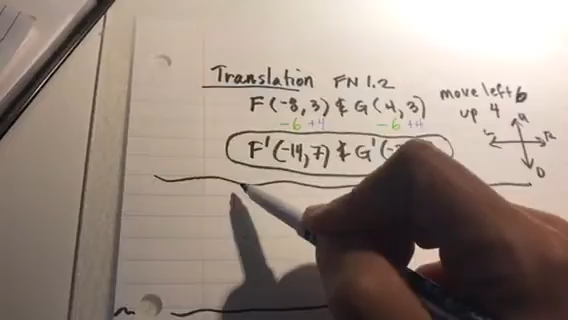 Translation FN 1.2
F(-8,3) & G(4,3)
-6 +4 -6 +4
F'(-14,7) & G'(-2
move left 6
up 4
U
L R
D